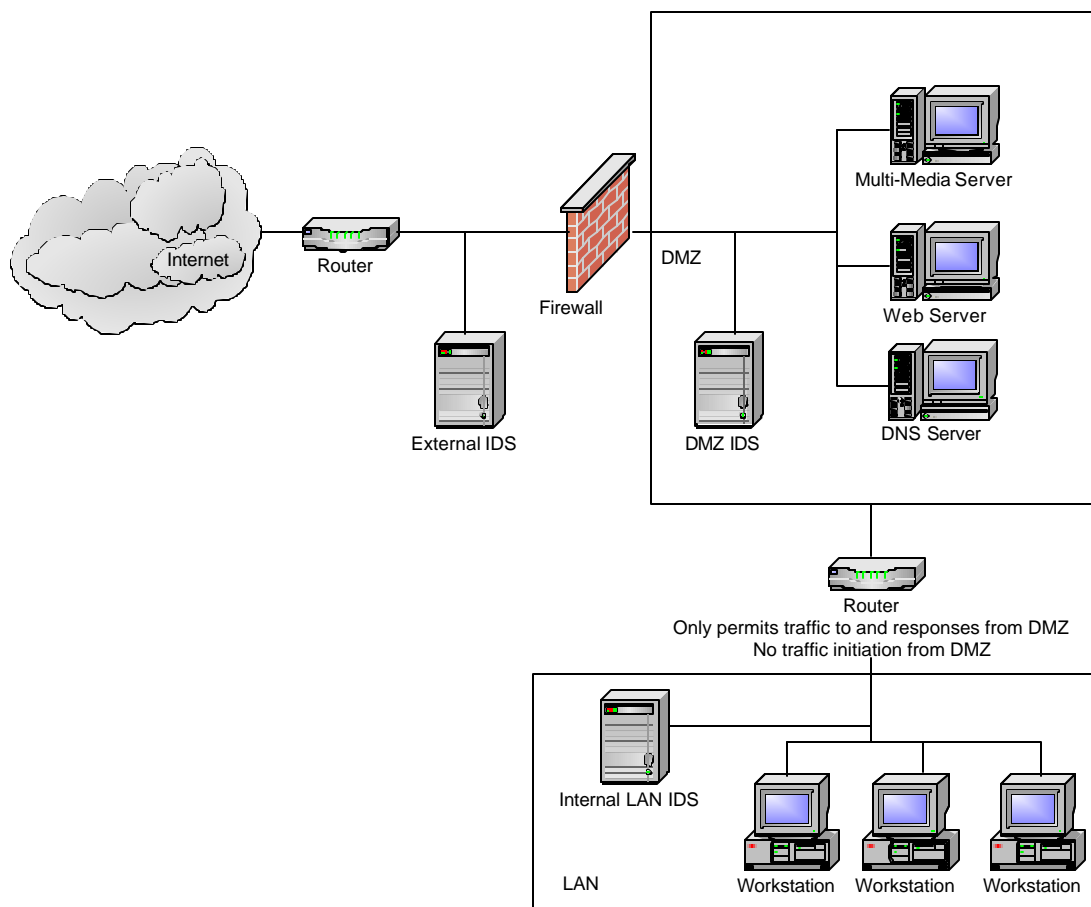 Multi-Media Server
Internet
Router
DMZ
Firewall
Web Server
External IDS
DMZ IDS
DNS Server
Router
Only permits traffic to and responses from DMZ
No traffic initiation from DMZ
Internal LAN IDS
LAN
Workstation
Workstation
Workstation